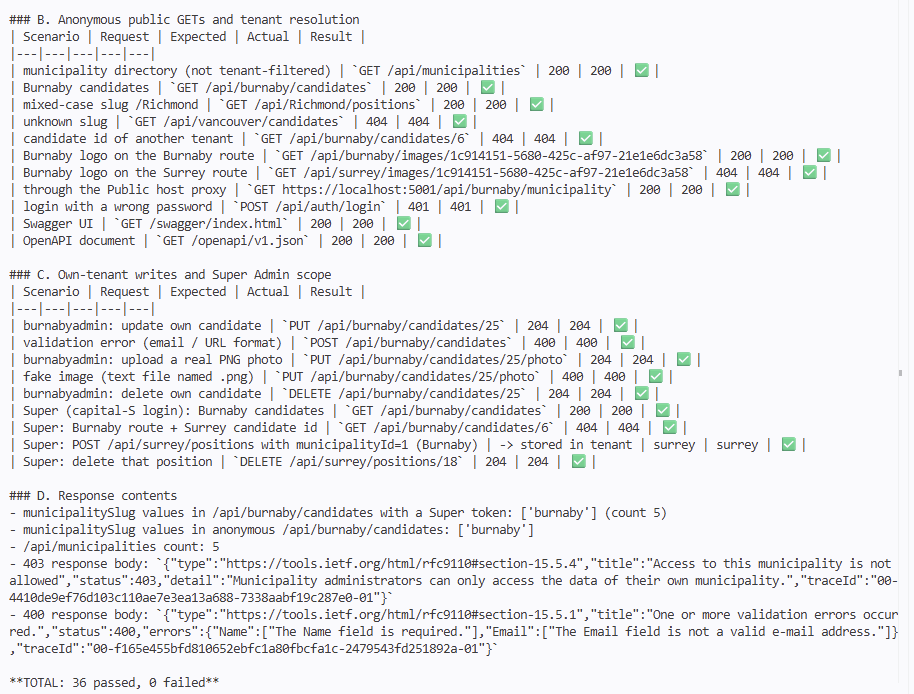 ### B. Anonymous public GETs and tenant resolution
| Scenario | Request | Expected | Actual | Result |
|---|---|---|---|---|
| municipality directory (not tenant-filtered) | `GET /api/municipalities` | 200 | 200 | ✅ |
| Burnaby candidates | `GET /api/burnaby/candidates` | 200 | 200 | ✅ |
| mixed-case slug /Richmond | `GET /api/Richmond/positions` | 200 | 200 | ✅ |
| unknown slug | `GET /api/vancouver/candidates` | 404 | 404 | ✅ |
| candidate id of another tenant | `GET /api/burnaby/candidates/6` | 404 | 404 | ✅ |
| Burnaby logo on the Burnaby route | `GET /api/burnaby/images/1c914151-5680-425c-af97-21e1e6dc3a58` | 200 | 200 | ✅ |
| Burnaby logo on the Surrey route | `GET /api/surrey/images/1c914151-5680-425c-af97-21e1e6dc3a58` | 404 | 404 | ✅ |
| through the Public host proxy | `GET https://localhost:5001/api/burnaby/municipality` | 200 | 200 | ✅ |
| login with a wrong password | `POST /api/auth/login` | 401 | 401 | ✅ |
| Swagger UI | `GET /swagger/index.html` | 200 | 200 | ✅ |
| OpenAPI document | `GET /openapi/v1.json` | 200 | 200 | ✅ |
### C. Own-tenant writes and Super Admin scope
| Scenario | Request | Expected | Actual | Result |
|---|---|---|---|---|
| burnabyadmin: update own candidate | `PUT /api/burnaby/candidates/25` | 204 | 204 | ✅ |
| validation error (email / URL format) | `POST /api/burnaby/candidates` | 400 | 400 | ✅ |
| burnabyadmin: upload a real PNG photo | `PUT /api/burnaby/candidates/25/photo` | 204 | 204 | ✅ |
| fake image (text file named .png) | `PUT /api/burnaby/candidates/25/photo` | 400 | 400 | ✅ |
| burnabyadmin: delete own candidate | `DELETE /api/burnaby/candidates/25` | 204 | 204 | ✅ |
| Super (capital-S login): Burnaby candidates | `GET /api/burnaby/candidates` | 200 | 200 | ✅ |
| Super: Burnaby route + Surrey candidate id | `GET /api/burnaby/candidates/6` | 404 | 404 | ✅ |
| Super: POST /api/surrey/positions with municipalityId=1 (Burnaby) | -> stored in tenant | surrey | surrey | ✅ |
| Super: delete that position | `DELETE /api/surrey/positions/18` | 204 | 204 | ✅ |
### D. Response contents
- municipalitySlug values in /api/burnaby/candidates with a Super token: ['burnaby'] (count 5)
- municipalitySlug values in anonymous /api/burnaby/candidates: ['burnaby']
- /api/municipalities count: 5
- 403 response body: `{"type":"https://tools.ietf.org/html/rfc9110#section-15.5.4","title":"Access to this municipality is not
allowed","status":403,"detail":"Municipality administrators can only access the data of their own municipality.","traceId":"00-
4410de9ef76d103c110ae7e3ea13a688-7338aabf19c287e0-01"}`
- 400 response body: `{"type":"https://tools.ietf.org/html/rfc9110#section-15.5.1","title":"One or more validation errors occur
red.","status":400,"errors":{"Name":["The Name field is required."],"Email":["The Email field is not a valid e-mail address."]}
,"traceId":"00-f165e455bfd810652ebfc1a80fbcfa1c-2479543fd251892a-01"}`
**TOTAL: 36 passed, 0 failed**